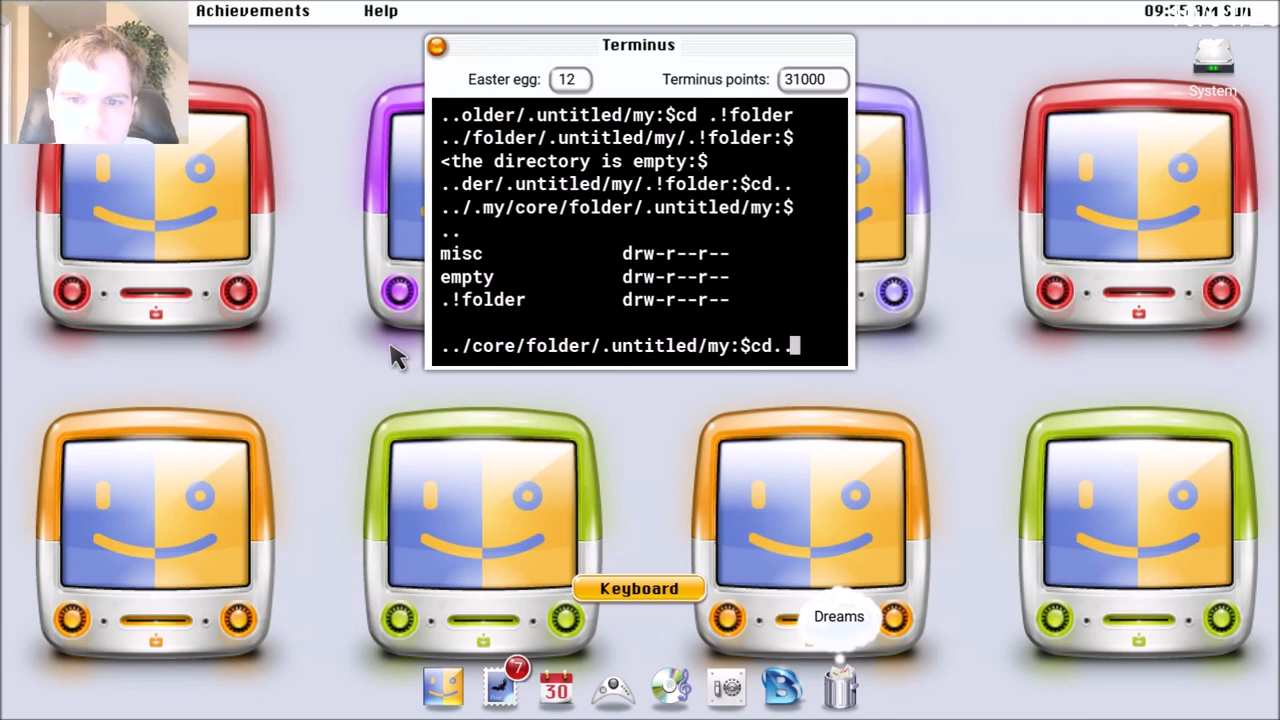 Achievements
Help
09:55 AM Sun
Terminus
Easteregg: 12
Terminus points: 31000
System
..older/.untitled/my:$cd .!folder
../folder/.untitled/my/.!folder:$
<the directory is empty:$
..der/.untitled/my/.!folder:$cd..
../.my/core/folder/.untitled/my:$
..
misc drw-r--r--
empty drw-r--r--
.!folder drw-r--r--
../core/folder/.untitled/my:$cd..
Keyboard
Dreams
7
30
B